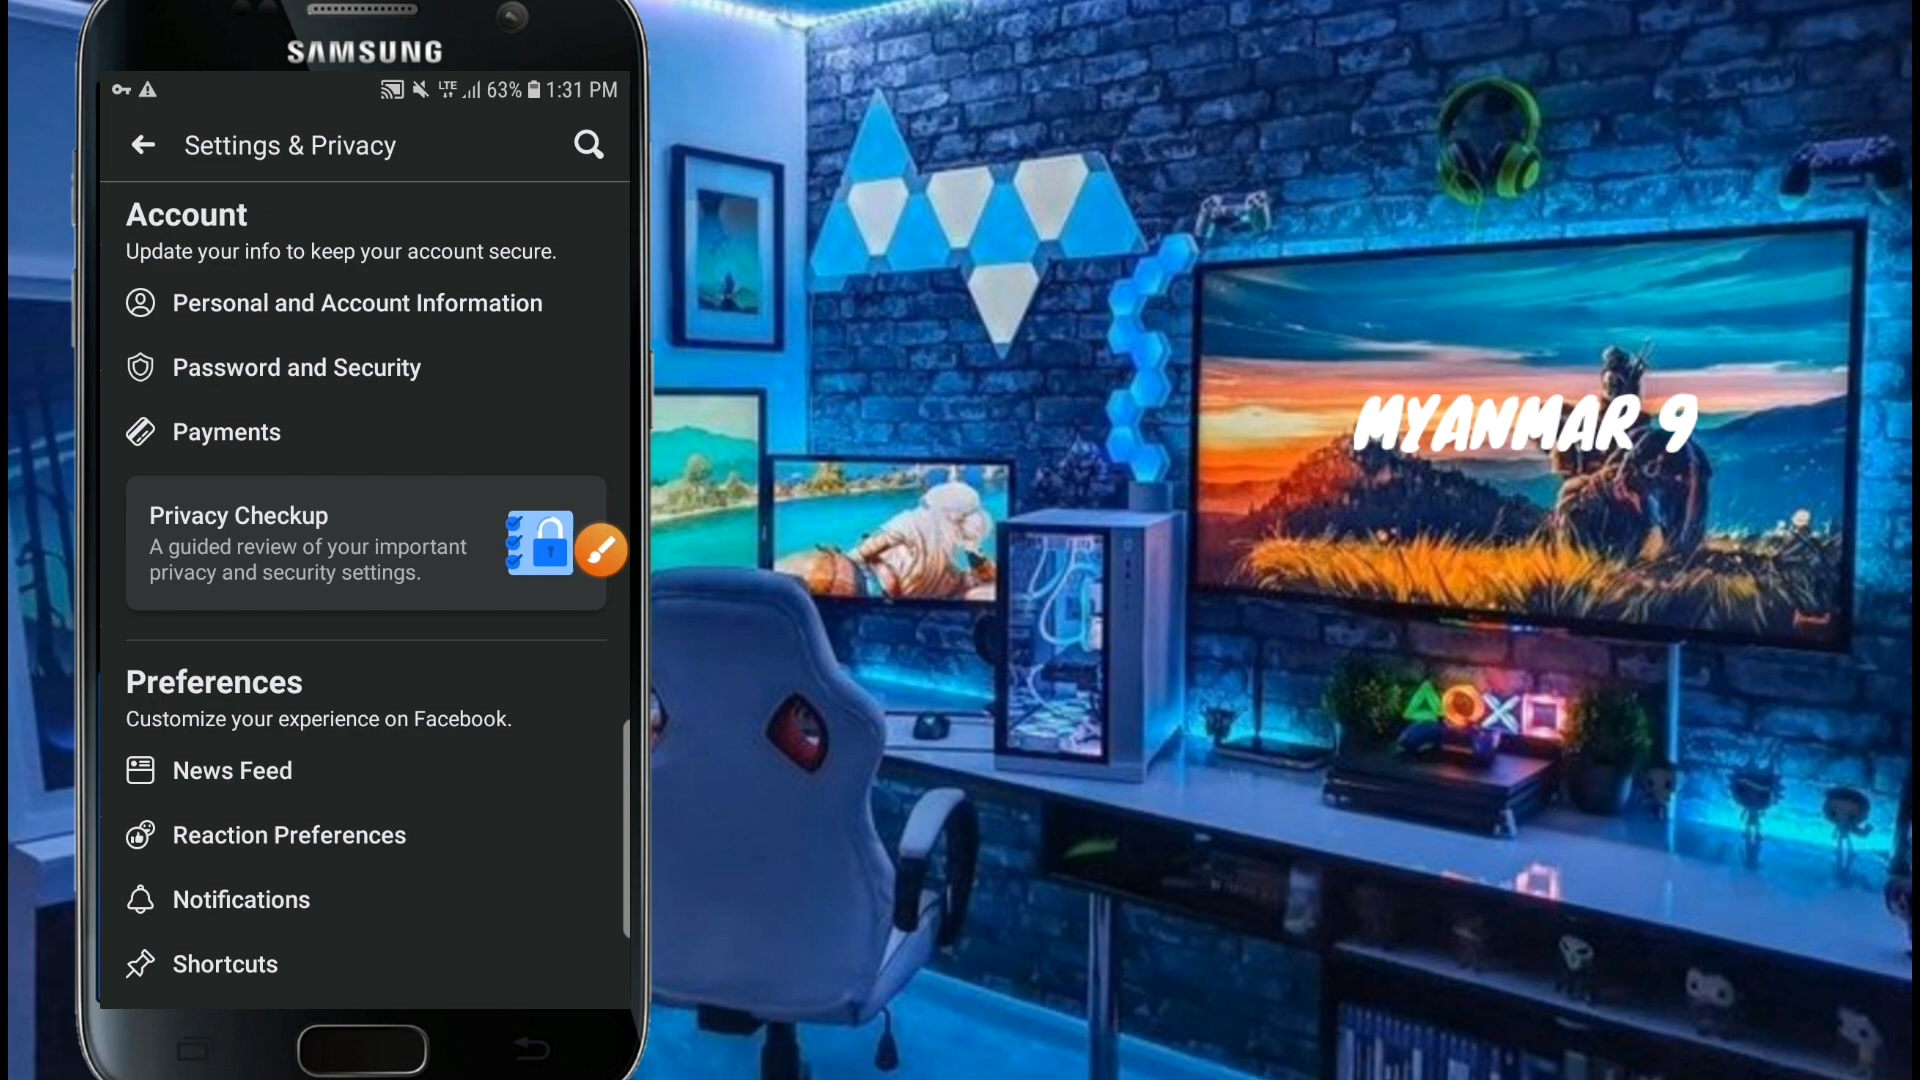 SAMSUNG
LTE 63% 1:31 PM
Settings & Privacy
Account
Update your info to keep your account secure.
Personal and Account Information
Password and Security
Payments
Privacy Checkup
A guided review of your important
privacy and security settings.
Preferences
Customize your experience on Facebook.
News Feed
Reaction Preferences
Notifications
Shortcuts
MYANMAR 9